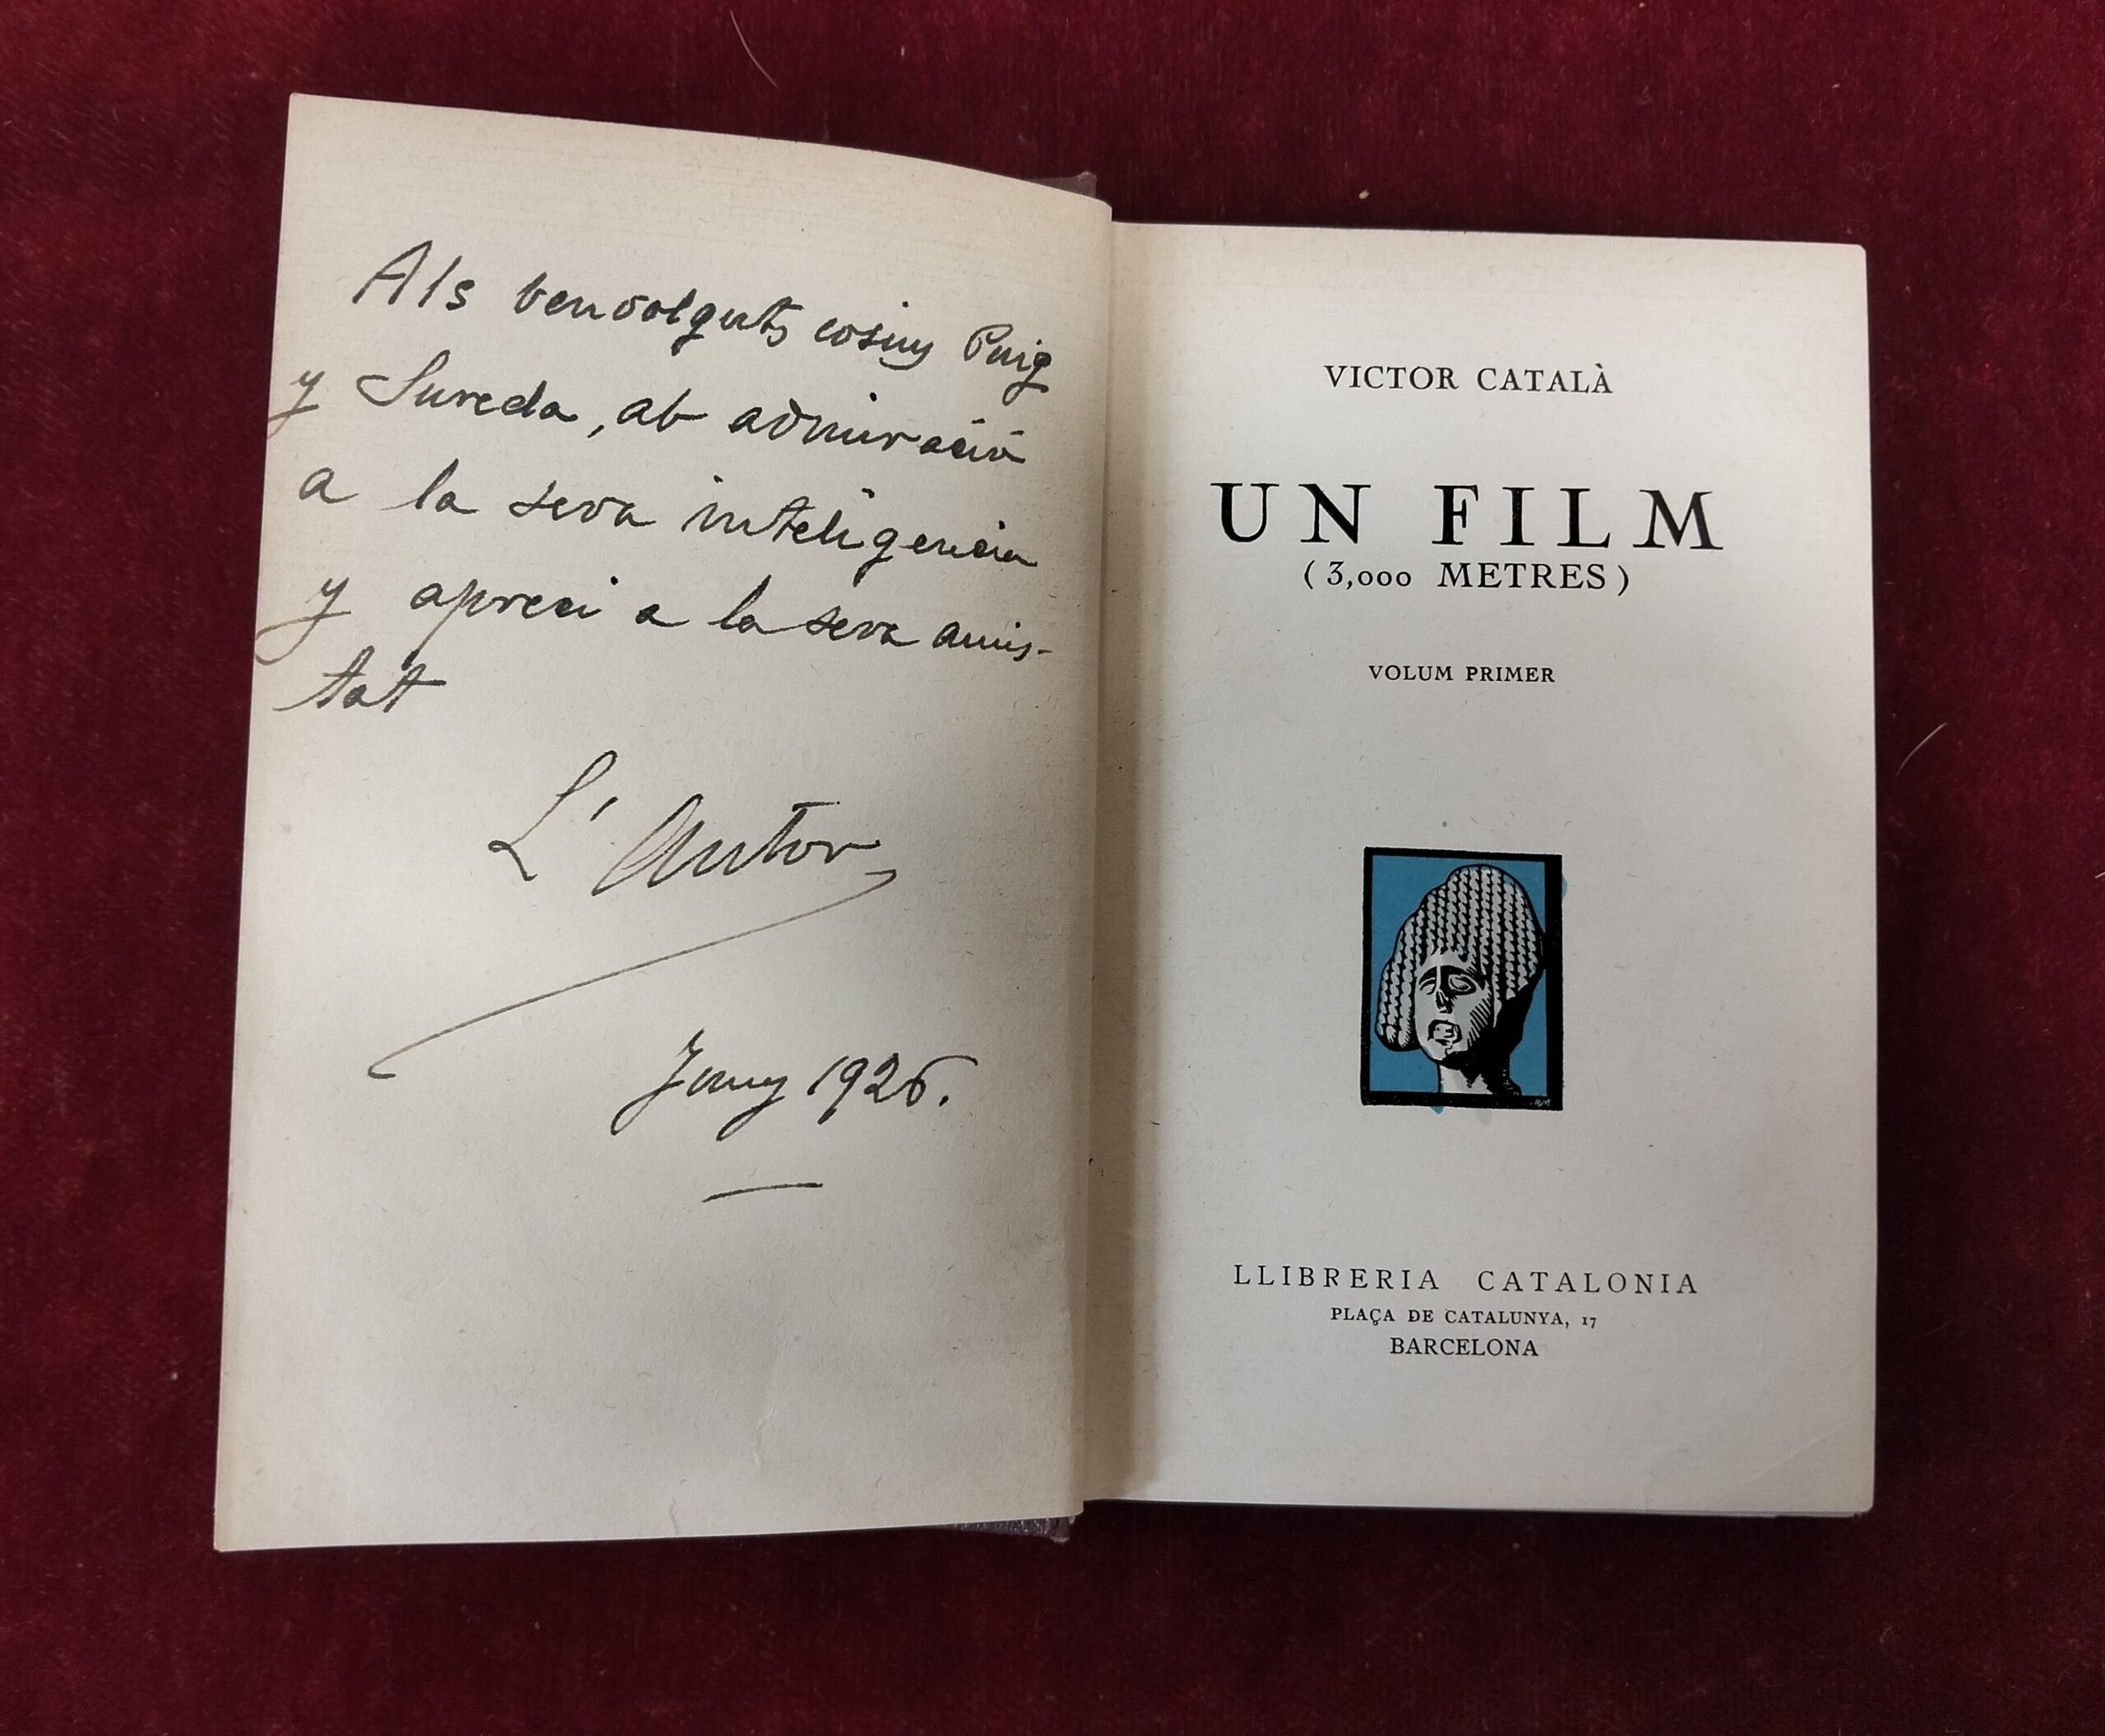 Als benvolguts cosins Puig
y Sureda, ab admiració
a la seva inteligencia
y apreci a la seva amis-
tat
L'Autor
Juny 1926.
VICTOR CATALÀ
UN FILM
(3,000 METRES)
VOLUM PRIMER
LLIBRERIA CATALONIA
PLAÇA DE CATALUNYA, 17
BARCELONA